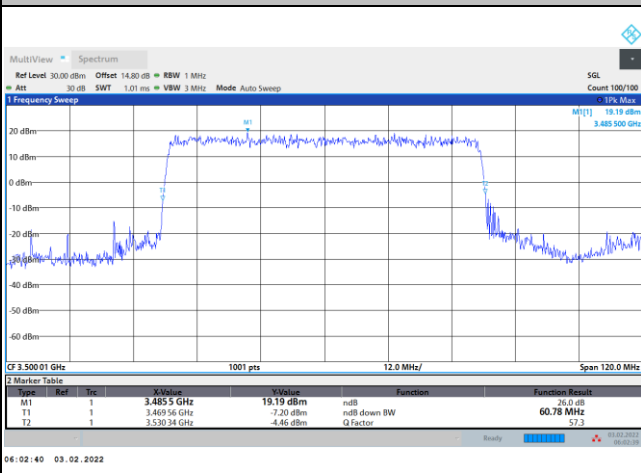 MultiView Spectrum
Ref Level 30.00 dBm Offset 14.80 dB RBW 1 MHz SGL
Att 30 dB SWT 1.01 ms VBW 3 MHz Mode Auto Sweep Count 100/100
1 Frequency Sweep 1Pk Max
M1[1] 19.19 dBm
3.485 500 GHz
M1
20 dBm
10 dBm
0 dBm
T1
T2
-10 dBm
-20 dBm
-30 dBm
-40 dBm
-50 dBm
-60 dBm
CF 3.500 01 GHz 1001 pts 12.0 MHz/ Span 120.0 MHz
2 Marker Table
Type Ref Trc X-Value Y-Value Function Function Result
M1 1 3.485 5 GHz 19.19 dBm ndB 26.0 dB
T1 1 3.469 56 GHz -7.20 dBm ndB down BW 60.78 MHz
T2 1 3.530 34 GHz -4.46 dBm Q Factor 57.3
Ready 03.02.2022
06:02:39
06:02:40 03.02.2022